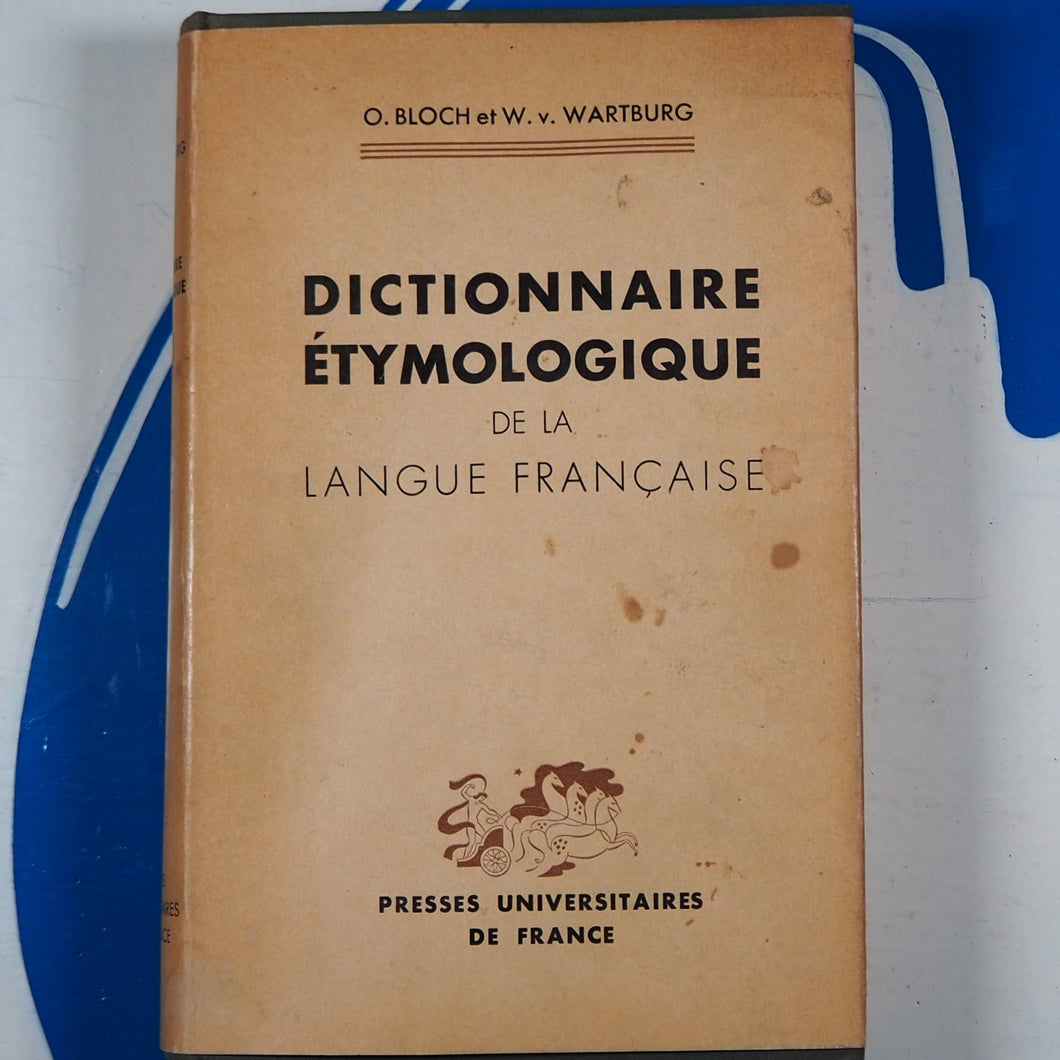 O. BLOCH et W. v. WARTBURG
DICTIONNAIRE
ÉTYMOLOGIQUE
DE LA
LANGUE FRANÇAISE
PRESSES UNIVERSITAIRES
DE FRANCE